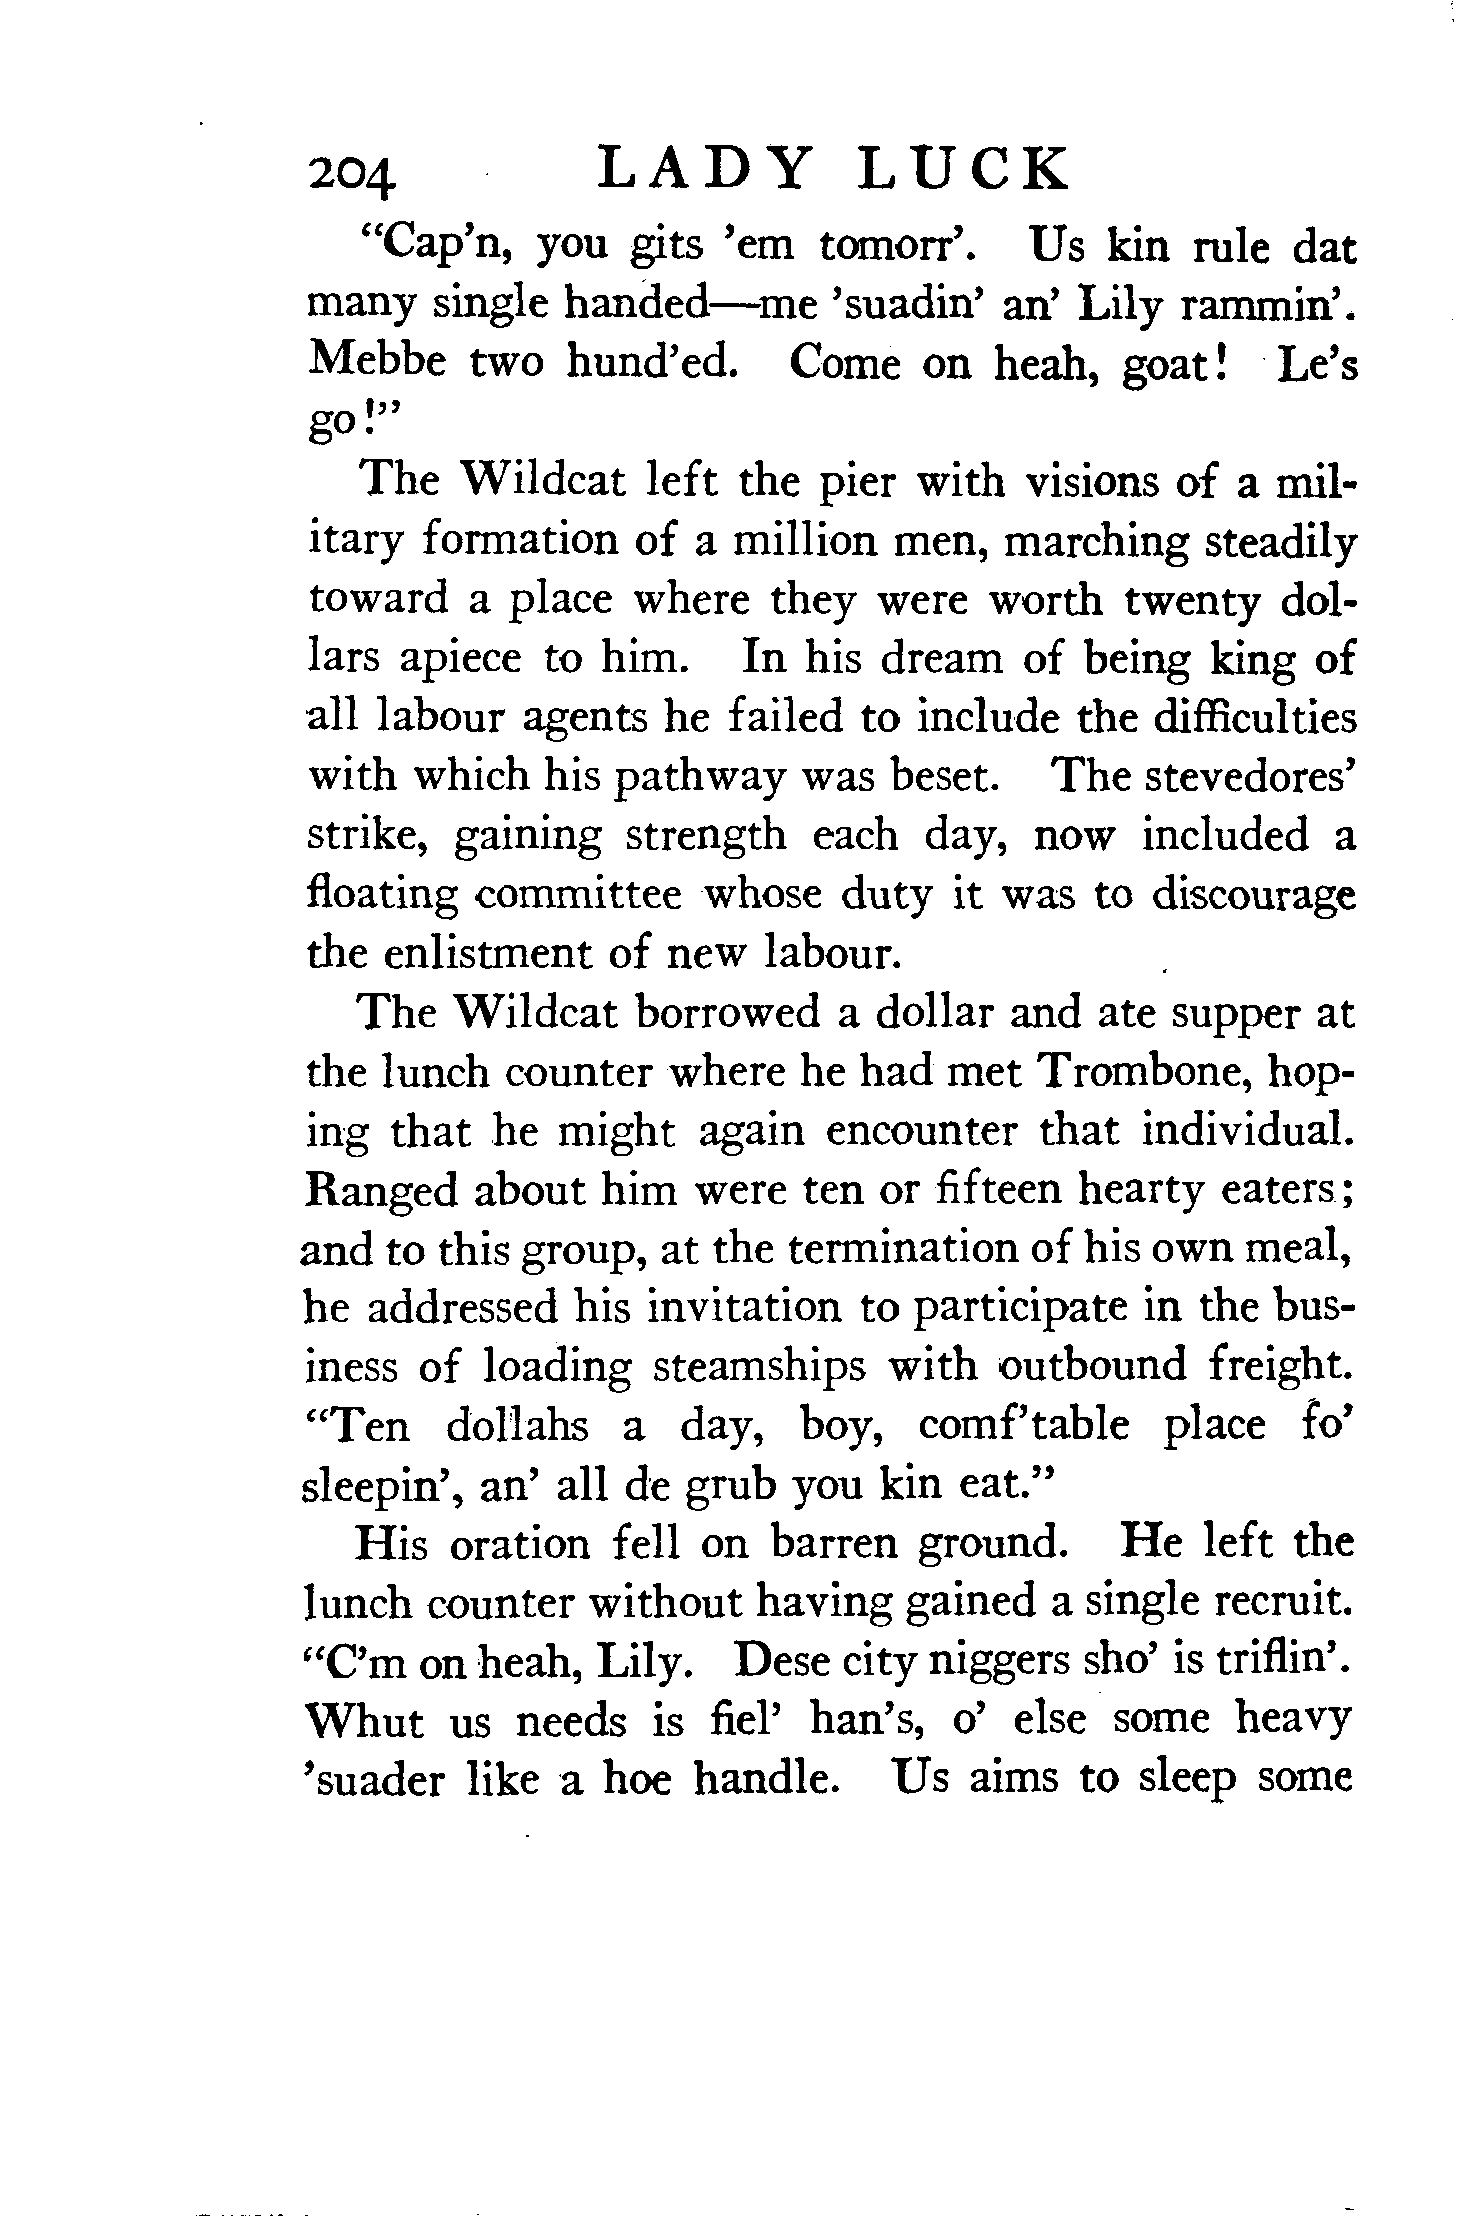 204 LADY LUCK
“Cap’n, you gits ’em tomorr’. Us kin rule dat
many single handed—me ’suadin’ an’ Lily rammin’.
Mebbe two hund’ed. Come on heah, goat! Le’s
go!”
The Wildcat left the pier with visions of a mil-
itary formation of a million men, marching steadily
toward a place where they were worth twenty dol-
lars apiece to him. In his dream of being king of
all labour agents he failed to include the difficulties
with which his pathway was beset. The stevedores’
strike, gaining strength each day, now included a
floating committee whose duty it was to discourage
the enlistment of new labour.
The Wildcat borrowed a dollar and ate supper at
the lunch counter where he had met Trombone, hop-
ing that he might again encounter that individual.
Ranged about him were ten or fifteen hearty eaters;
and to this group, at the termination of his own meal,
he addressed his invitation to participate in the bus-
iness of loading steamships with outbound freight.
“Ten dollahs a day, boy, comf’table place fo’
sleepin’, an’ all de grub you kin eat.”
His oration fell on barren ground. He left the
lunch counter without having gained a single recruit.
“C’m on heah, Lily. Dese city niggers sho’ is triflin’.
Whut us needs is fiel’ han’s, o’ else some heavy
’suader like a hoe handle. Us aims to sleep some